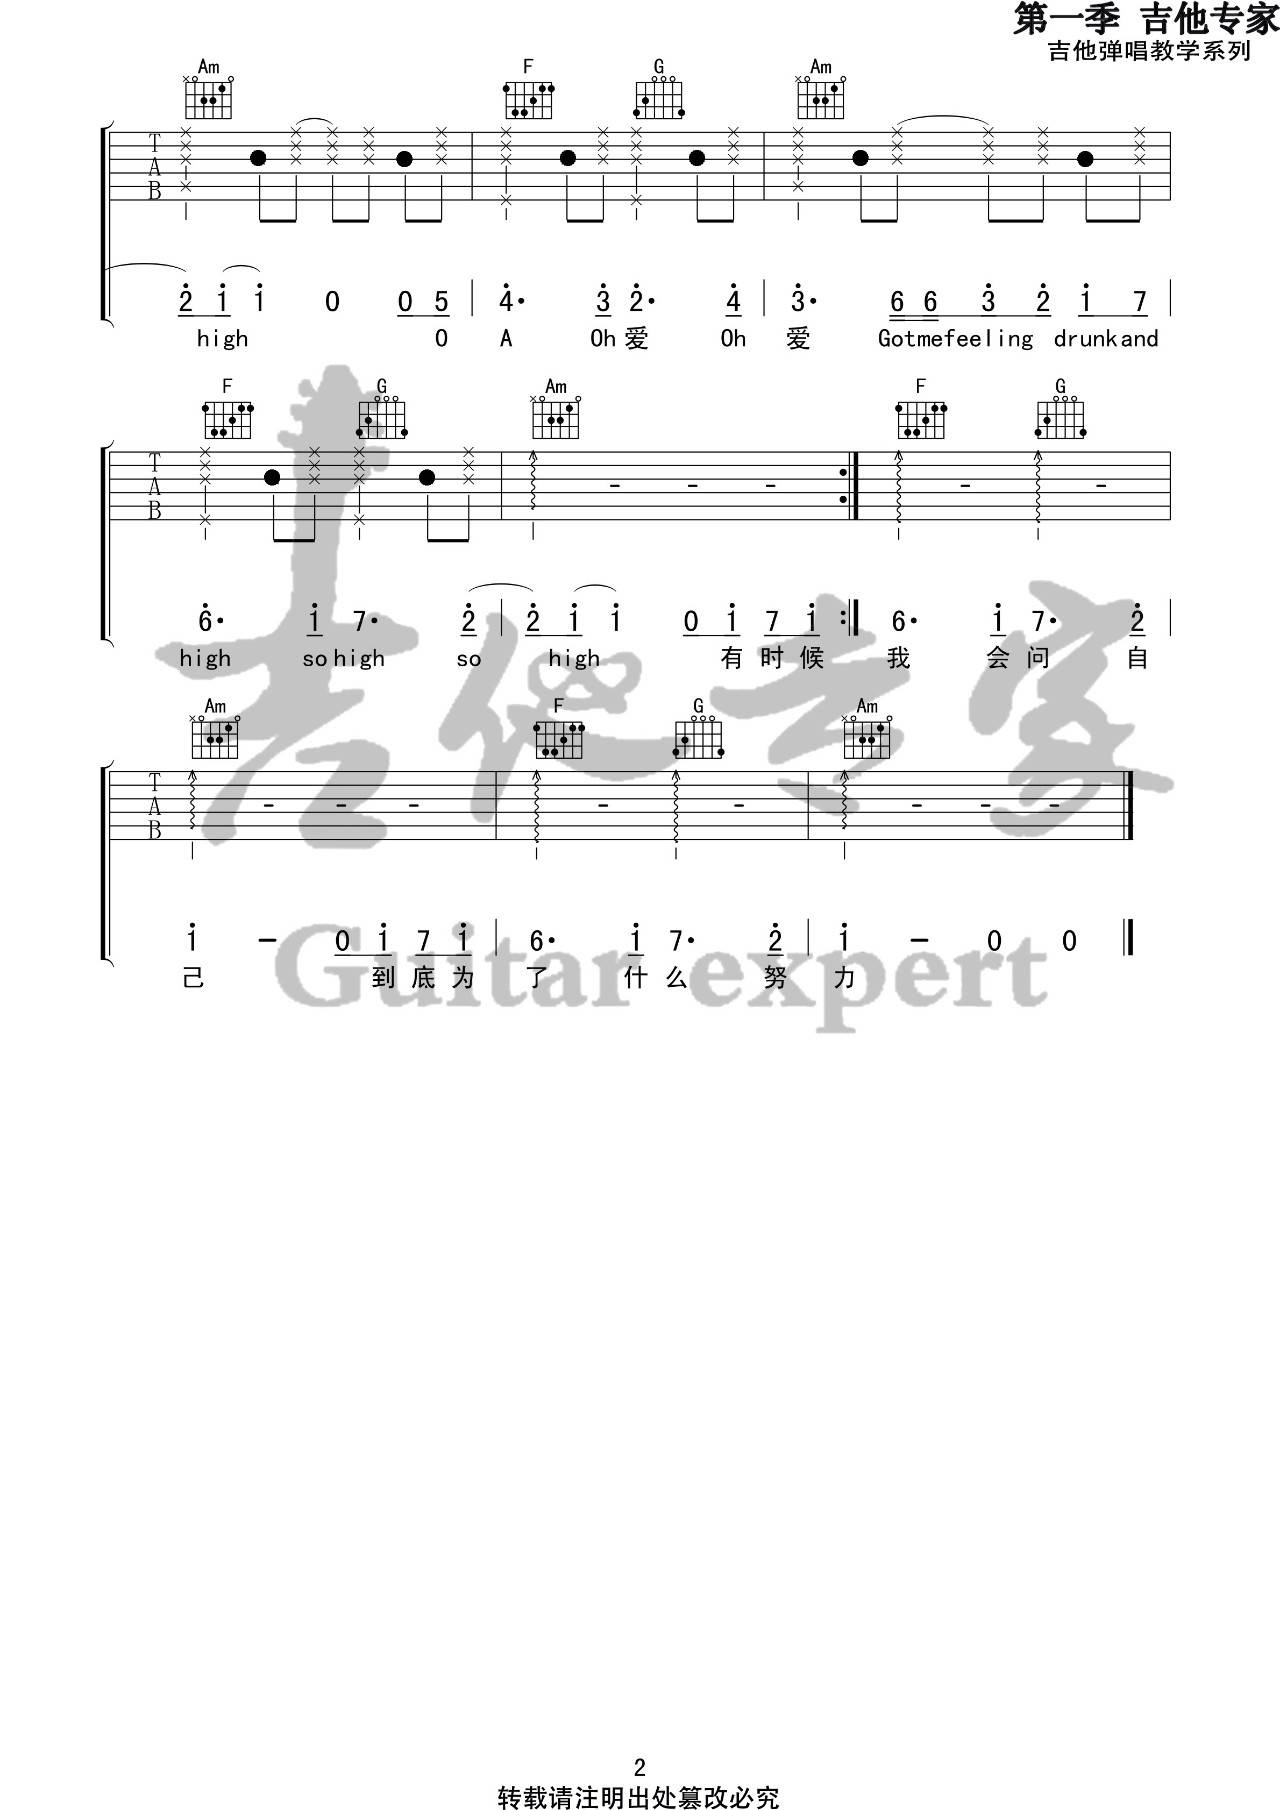 第一季 吉他专家
吉他弹唱教学系列
Am F G Am
T
A
B
2 1 1 0 0 5 4· 3 2· 4 3· 6 6 3 2 1 7
high O A Oh 爱 Oh 爱 Gotmefeeling drunkand
F G Am F G
T
A
B
6· 1 7· 2 2 1 1 0 1 7 1 6· 1 7· 2
high so high so high 有 时 候 我 会 问 自
Am F G Am
T
A
B
1 - 0 1 7 1 6· 1 7· 2 1 - 0 0
己 到 底 为 了 什 么 努 力
吉他专家
Guitar expert
2
转载请注明出处篡改必究